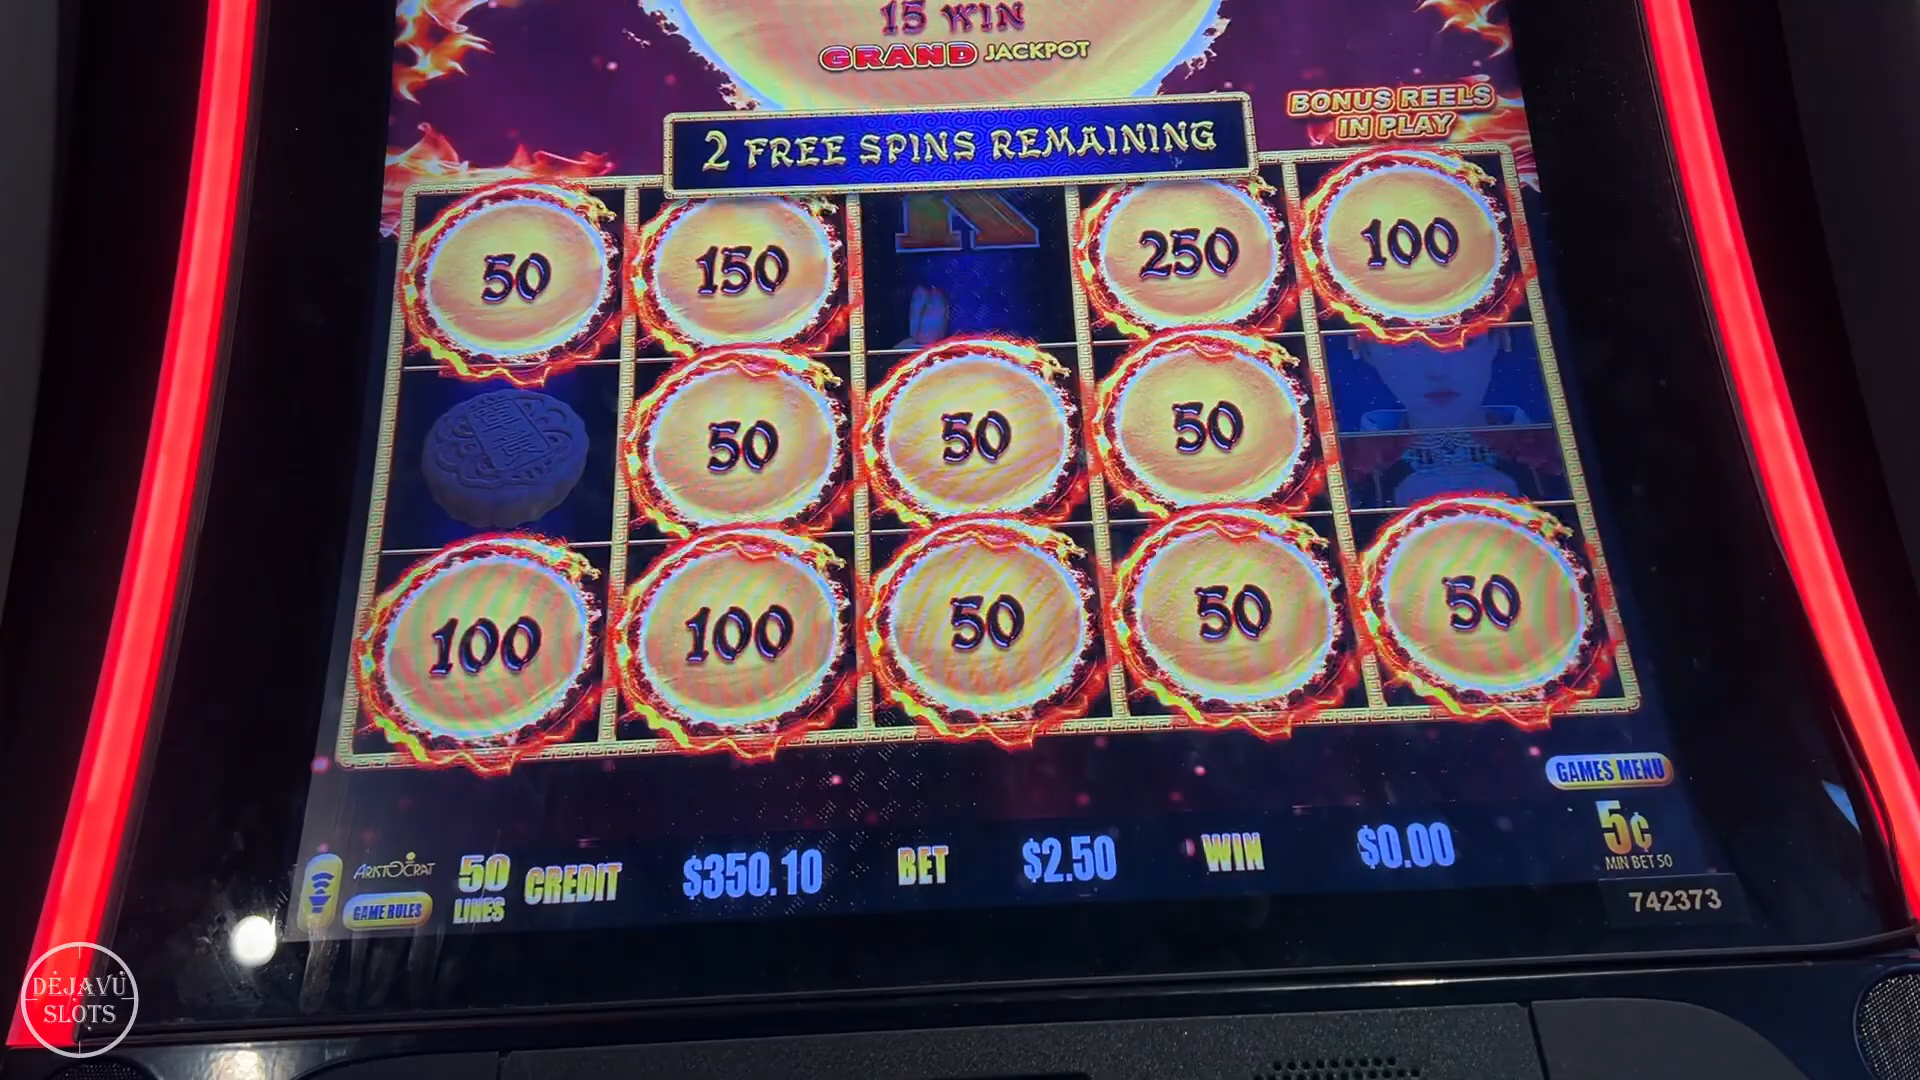 15 WIN
GRAND JACKPOT
BONUS REELS
IN PLAY
2 FREE SPINS REMAINING
50 150 K 250 100
50 50 50
100 100 50 50 50
GAMES MENU
ARISTOCRAT
GAME RULES
50
LINES
CREDIT $350.10 BET $2.50 WIN $0.00
5¢
MIN BET 50
742373
DEJAVU
SLOTS